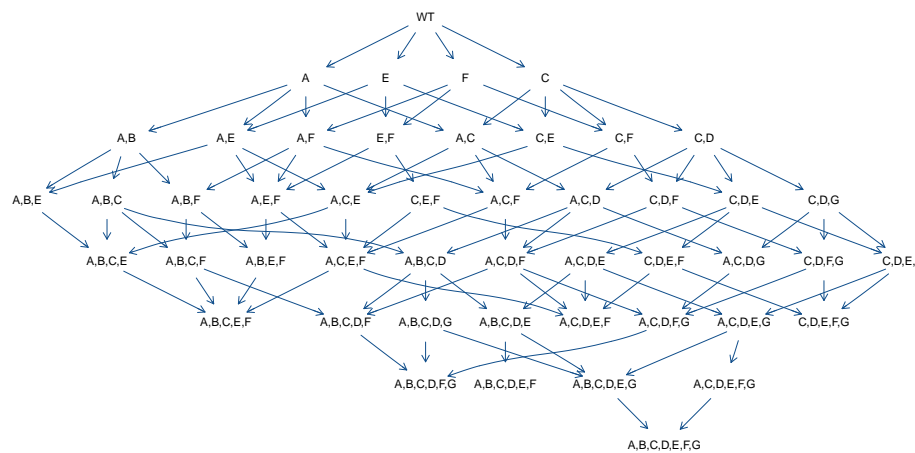 WT
A E F C
A,B A,E A,F E,F A,C C,E C,F C,D
A,B,E A,B,C A,B,F A,E,F A,C,E C,E,F A,C,F A,C,D C,D,F C,D,E C,D,G
A,B,C,E A,B,C,F A,B,E,F A,C,E,F A,B,C,D A,C,D,F A,C,D,E C,D,E,F A,C,D,G C,D,F,G C,D,E,
A,B,C,E,F A,B,C,D,F A,B,C,D,G A,B,C,D,E A,C,D,E,F A,C,D,F,G A,C,D,E,G C,D,E,F,G
A,B,C,D,F,G A,B,C,D,E,F A,B,C,D,E,G A,C,D,E,F,G
A,B,C,D,E,F,G